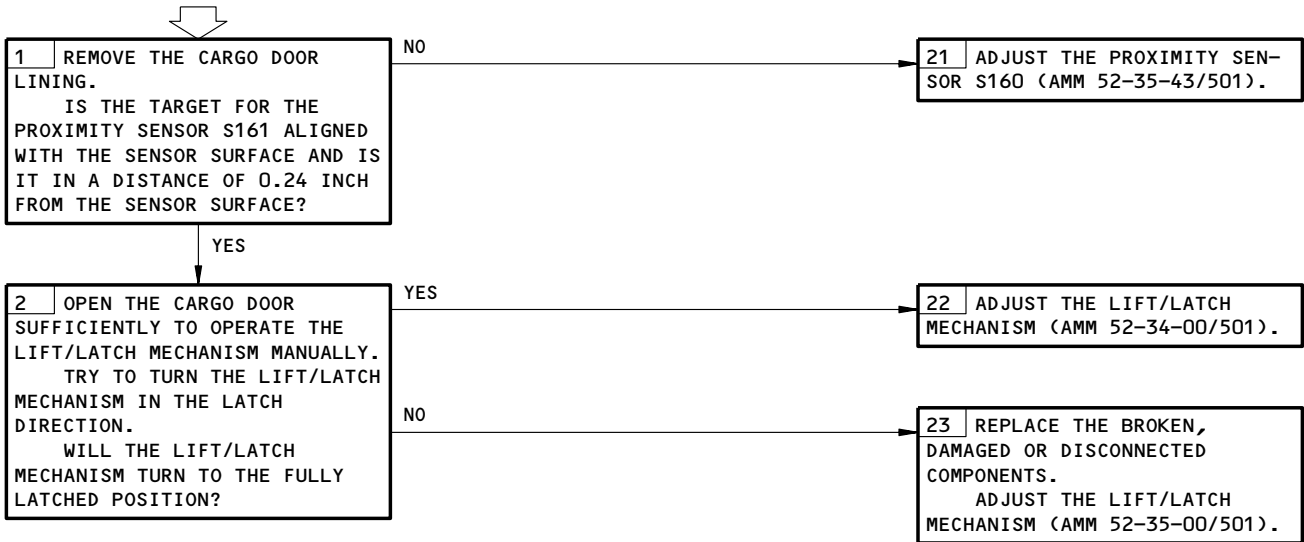 1 REMOVE THE CARGO DOOR
LINING.
IS THE TARGET FOR THE
PROXIMITY SENSOR S161 ALIGNED
WITH THE SENSOR SURFACE AND IS
IT IN A DISTANCE OF 0.24 INCH
FROM THE SENSOR SURFACE?
NO
21 ADJUST THE PROXIMITY SEN-
SOR S160 (AMM 52-35-43/501).
YES
2 OPEN THE CARGO DOOR
SUFFICIENTLY TO OPERATE THE
LIFT/LATCH MECHANISM MANUALLY.
TRY TO TURN THE LIFT/LATCH
MECHANISM IN THE LATCH
DIRECTION.
WILL THE LIFT/LATCH
MECHANISM TURN TO THE FULLY
LATCHED POSITION?
YES
22 ADJUST THE LIFT/LATCH
MECHANISM (AMM 52-34-00/501).
NO
23 REPLACE THE BROKEN,
DAMAGED OR DISCONNECTED
COMPONENTS.
ADJUST THE LIFT/LATCH
MECHANISM (AMM 52-35-00/501).